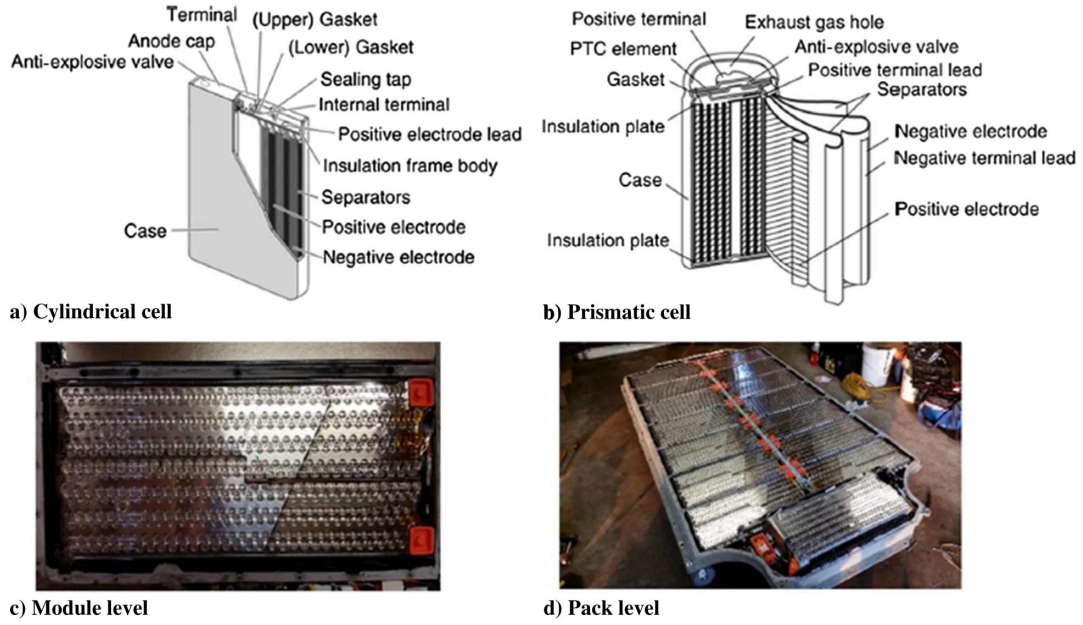 Terminal
(Upper) Gasket
Anode cap
(Lower) Gasket
Anti-explosive valve
Sealing tap
Internal terminal
Positive electrode lead
Insulation frame body
Separators
Case
Positive electrode
Negative electrode
a) Cylindrical cell
Positive terminal
Exhaust gas hole
PTC element
Anti-explosive valve
Gasket
Positive terminal lead
Separators
Insulation plate
Negative electrode
Negative terminal lead
Case
Positive electrode
Insulation plate
b) Prismatic cell
c) Module level
d) Pack level